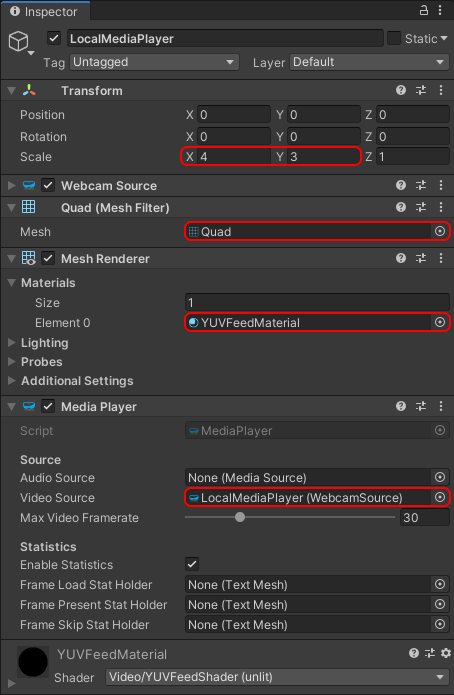 Inspector
LocalMediaPlayer Static
Tag Untagged Layer Default
Transform
Position X 0 Y 0 Z 0
Rotation X 0 Y 0 Z 0
Scale X 4 Y 3 Z 1
Webcam Source
Quad (Mesh Filter)
Mesh Quad
Mesh Renderer
Materials
Size 1
Element 0 YUVFeedMaterial
Lighting
Probes
Additional Settings
Media Player
Script MediaPlayer
Source
Audio Source None (Media Source)
Video Source LocalMediaPlayer (WebcamSource)
Max Video Framerate 30
Statistics
Enable Statistics
Frame Load Stat Holder None (Text Mesh)
Frame Present Stat Holder None (Text Mesh)
Frame Skip Stat Holder None (Text Mesh)
YUVFeedMaterial
Shader Video/YUVFeedShader (unlit)